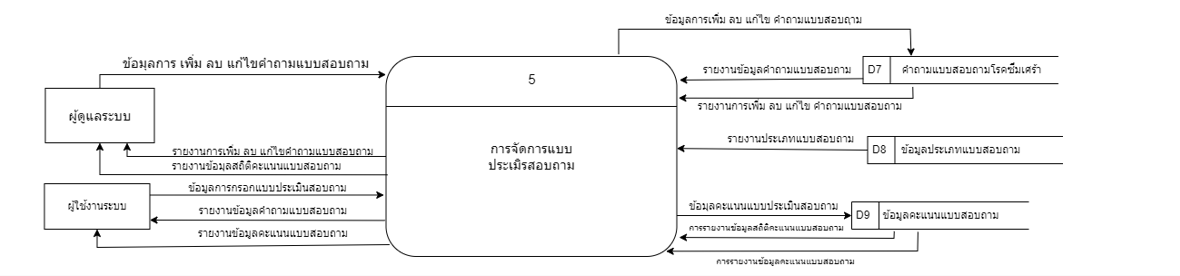 ข้อมูลการเพิ่ม ลบ แก้ไข คำถามแบบสอบถาม
ข้อมูลการ เพิ่ม ลบ แก้ไขคำถามแบบสอบถาม
5
รายงานข้อมูลคำถามแบบสอบถาม
D7
คำถามแบบสอบถามโรคซึมเศร้า
รายงานการเพิ่ม ลบ แก้ไข คำถามแบบสอบถาม
ผู้ดูแลระบบ
รายงานประเภทแบบสอบถาม
D8
ข้อมูลประเภทแบบสอบถาม
การจัดการแบบ
ประเมิรสอบถาม
รายงานการเพิ่ม ลบ แก้ไขคำถามแบบสอบถาม
รายงานข้อมูลสถิติคะแนนแบบสอบถาม
ข้อมูลการกรอกแบบประเมินสอบถาม
ผู้ใช้งานระบบ
รายงานข้อมูลคำถามแบบสอบถาม
รายงานข้อมูลคะแนนแบบสอบถาม
ข้อมูลคะแนนแบบประเมินสอบถาม
D9
ข้อมูลคะแนนแบบสอบถาม
การรายงานข้อมูลสถิติคะแนนแบบสอบถาม
การรายงานข้อมูลคะแนนแบบสอบถาม